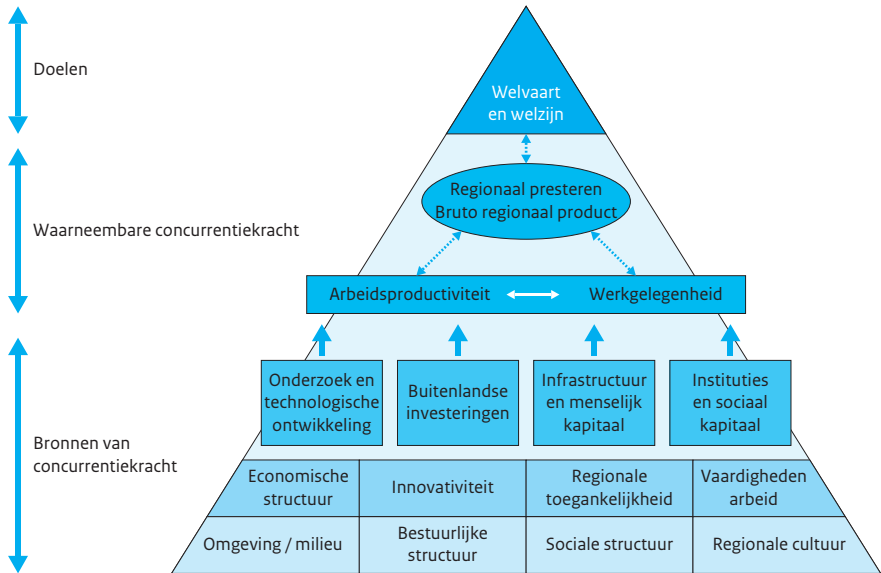 Doelen
Welvaart
en welzijn
Waarneembare concurrentiekracht
Regionaal presteren
Bruto regionaal product
Arbeidsproductiviteit
Werkgelegenheid
Bronnen van
concurrentiekracht
Onderzoek en
technologische
ontwikkeling
Buitenlandse
investeringen
Infrastructuur
en menselijk
kapitaal
Instituties
en sociaal
kapitaal
Economische
structuur
Innovativiteit
Regionale
toegankelijkheid
Vaardigheden
arbeid
Omgeving / milieu
Bestuurlijke
structuur
Sociale structuur
Regionale cultuur